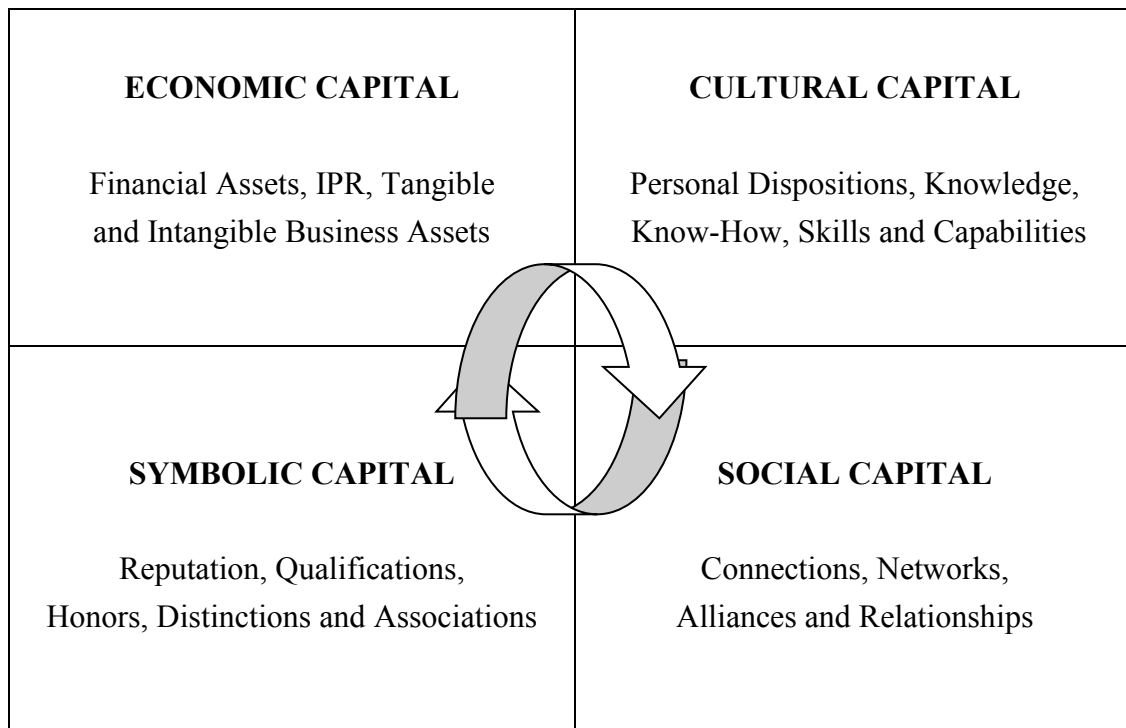 ECONOMIC CAPITAL
Financial Assets, IPR, Tangible
and Intangible Business Assets
CULTURAL CAPITAL
Personal Dispositions, Knowledge,
Know-How, Skills and Capabilities
SYMBOLIC CAPITAL
Reputation, Qualifications,
Honors, Distinctions and Associations
SOCIAL CAPITAL
Connections, Networks,
Alliances and Relationships